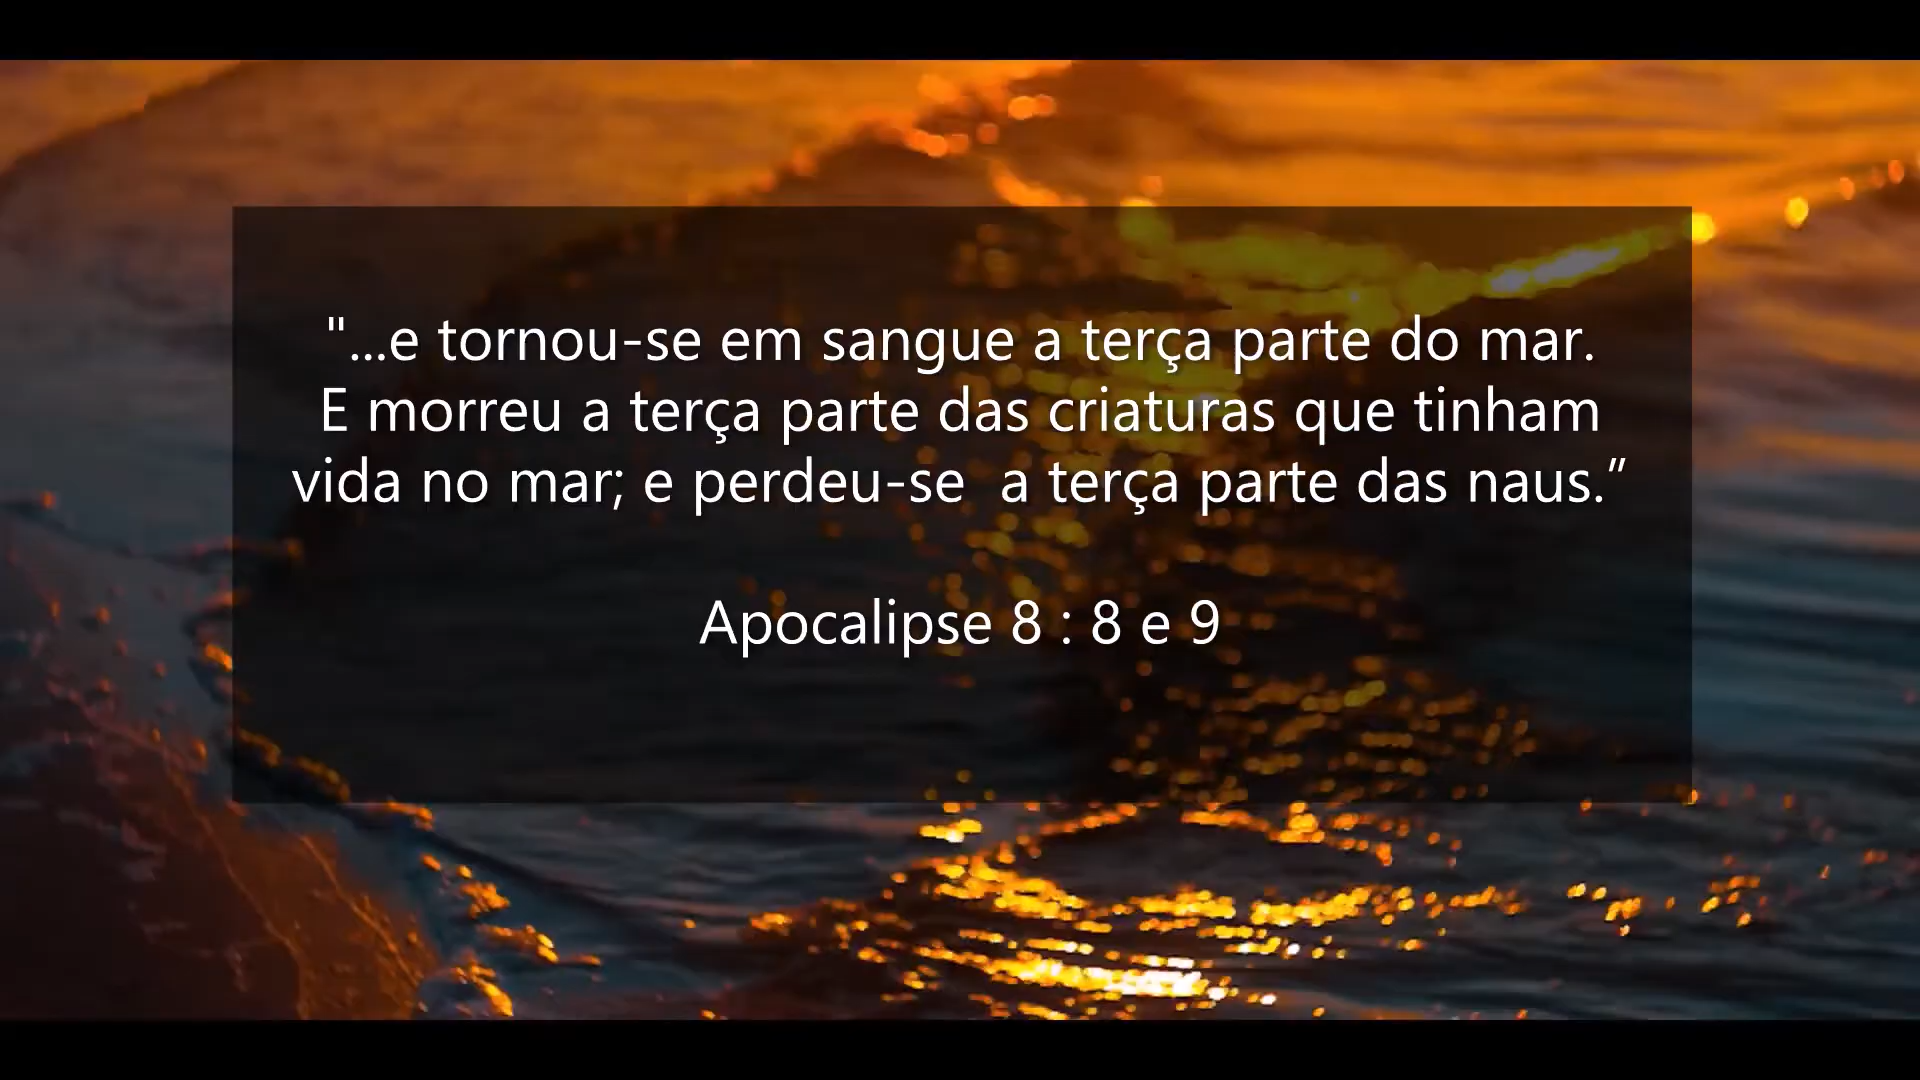 "...e tornou-se em sangue a terça parte do mar.
E morreu a terça parte das criaturas que tinham
vida no mar; e perdeu-se  a terça parte das naus.”
Apocalipse 8 : 8 e 9